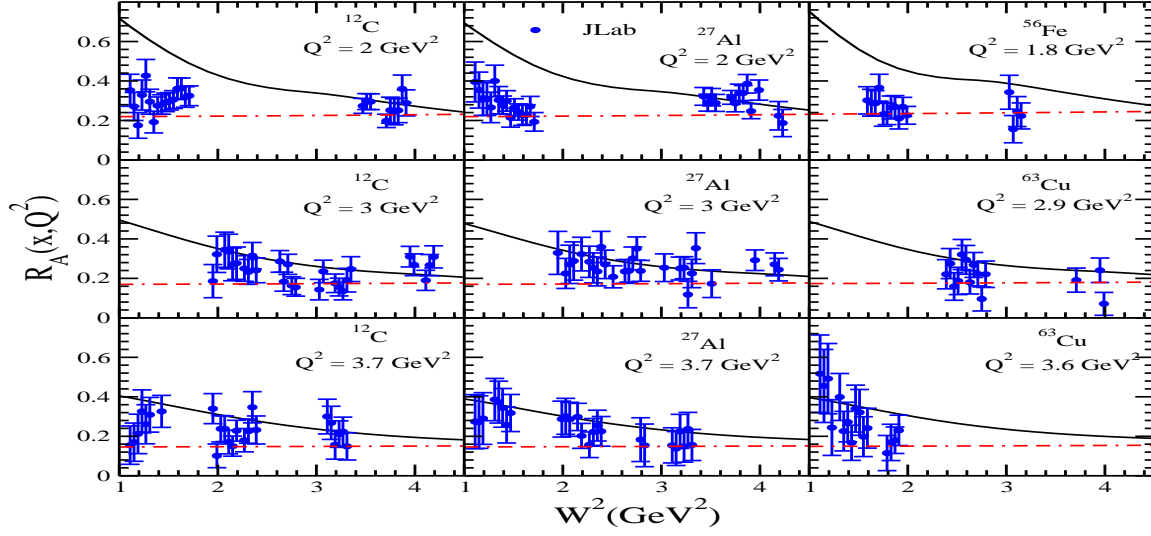 ¹²C
Q² = 2 GeV²
JLab
²⁷Al
Q² = 2 GeV²
⁵⁶Fe
Q² = 1.8 GeV²
0.6
0.4
0.2
0
¹²C
Q² = 3 GeV²
²⁷Al
Q² = 3 GeV²
⁶³Cu
Q² = 2.9 GeV²
0.6
0.4
0.2
0
R_A(x,Q²)
¹²C
Q² = 3.7 GeV²
²⁷Al
Q² = 3.7 GeV²
⁶³Cu
Q² = 3.6 GeV²
0.6
0.4
0.2
0
1 2 3 4 1 2 3 4 1 2 3 4
W²(GeV²)